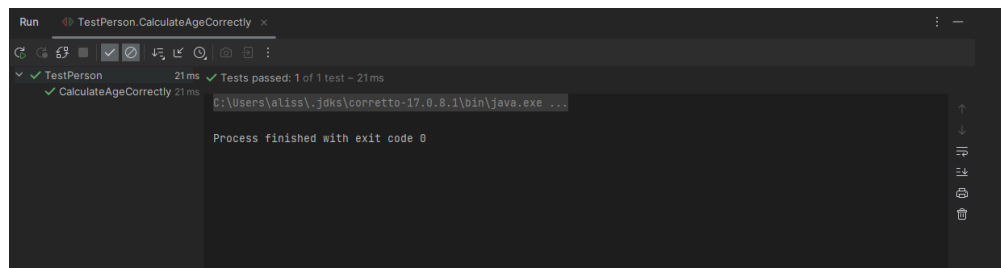 Run TestPerson.CalculateAgeCorrectly
TestPerson 21 ms Tests passed: 1 of 1 test – 21 ms
CalculateAgeCorrectly 21 ms
C:\Users\aliss\.jdks\corretto-17.0.8.1\bin\java.exe ...
Process finished with exit code 0